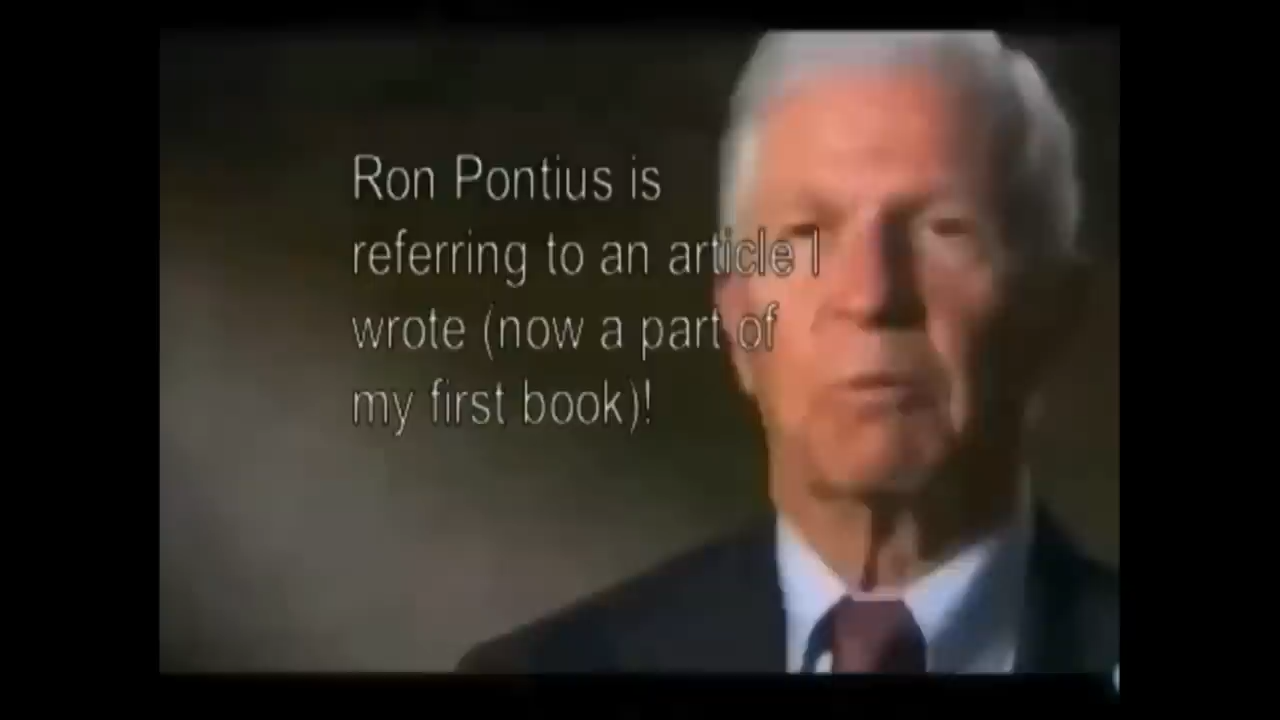 Ron Pontius is
referring to an article I
wrote (now a part of
my first book)!